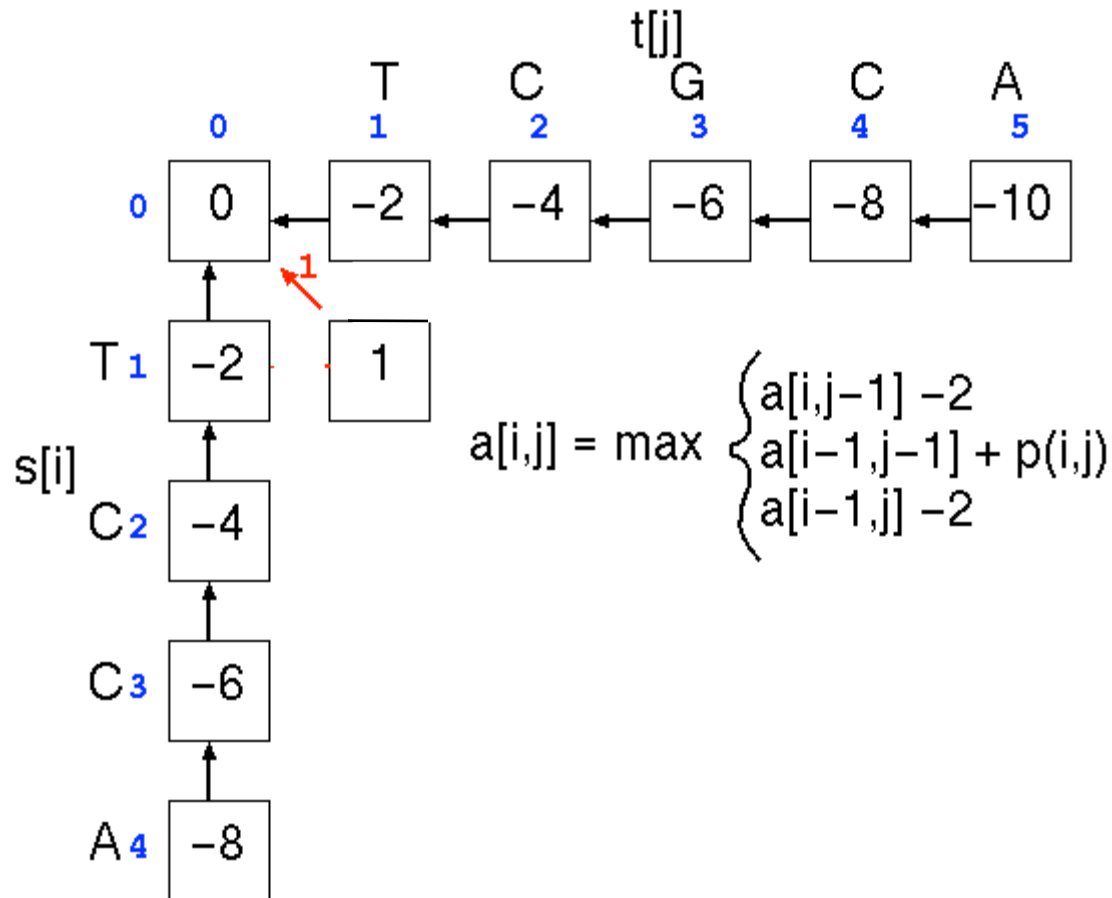 t[j]
T C G C A
0 1 2 3 4 5
0 0 −2 −4 −6 −8 −10
1
T 1 −2 1
a[i,j−1] −2
s[i] a[i,j] = max a[i−1,j−1] + p(i,j)
a[i−1,j] −2
C 2 −4
C 3 −6
A 4 −8